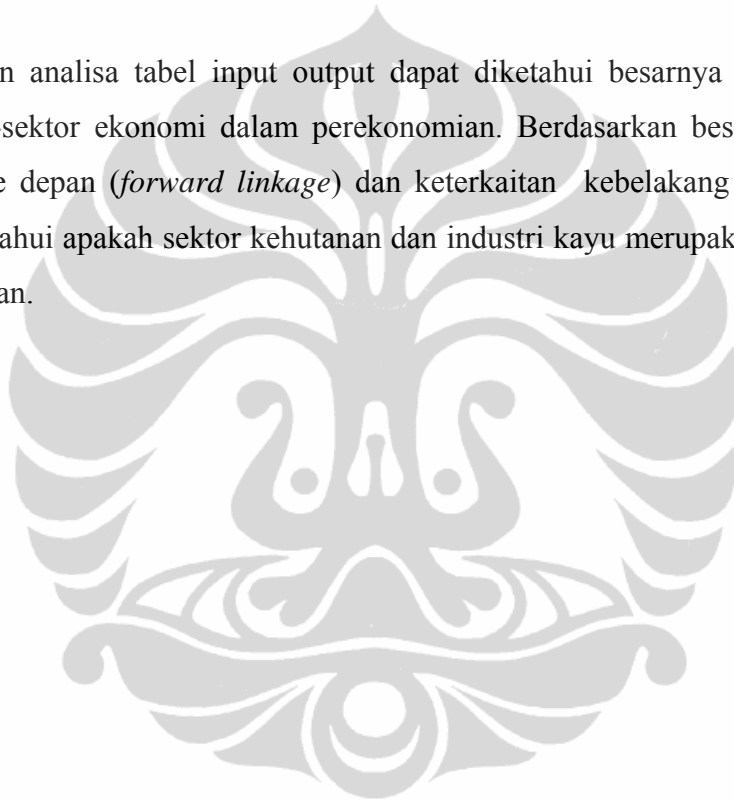 n analisa tabel input output dapat diketahui besarnya
-sektor ekonomi dalam perekonomian. Berdasarkan bes
e depan (forward linkage) dan keterkaitan kebelakang
ahui apakah sektor kehutanan dan industri kayu merupak
an.